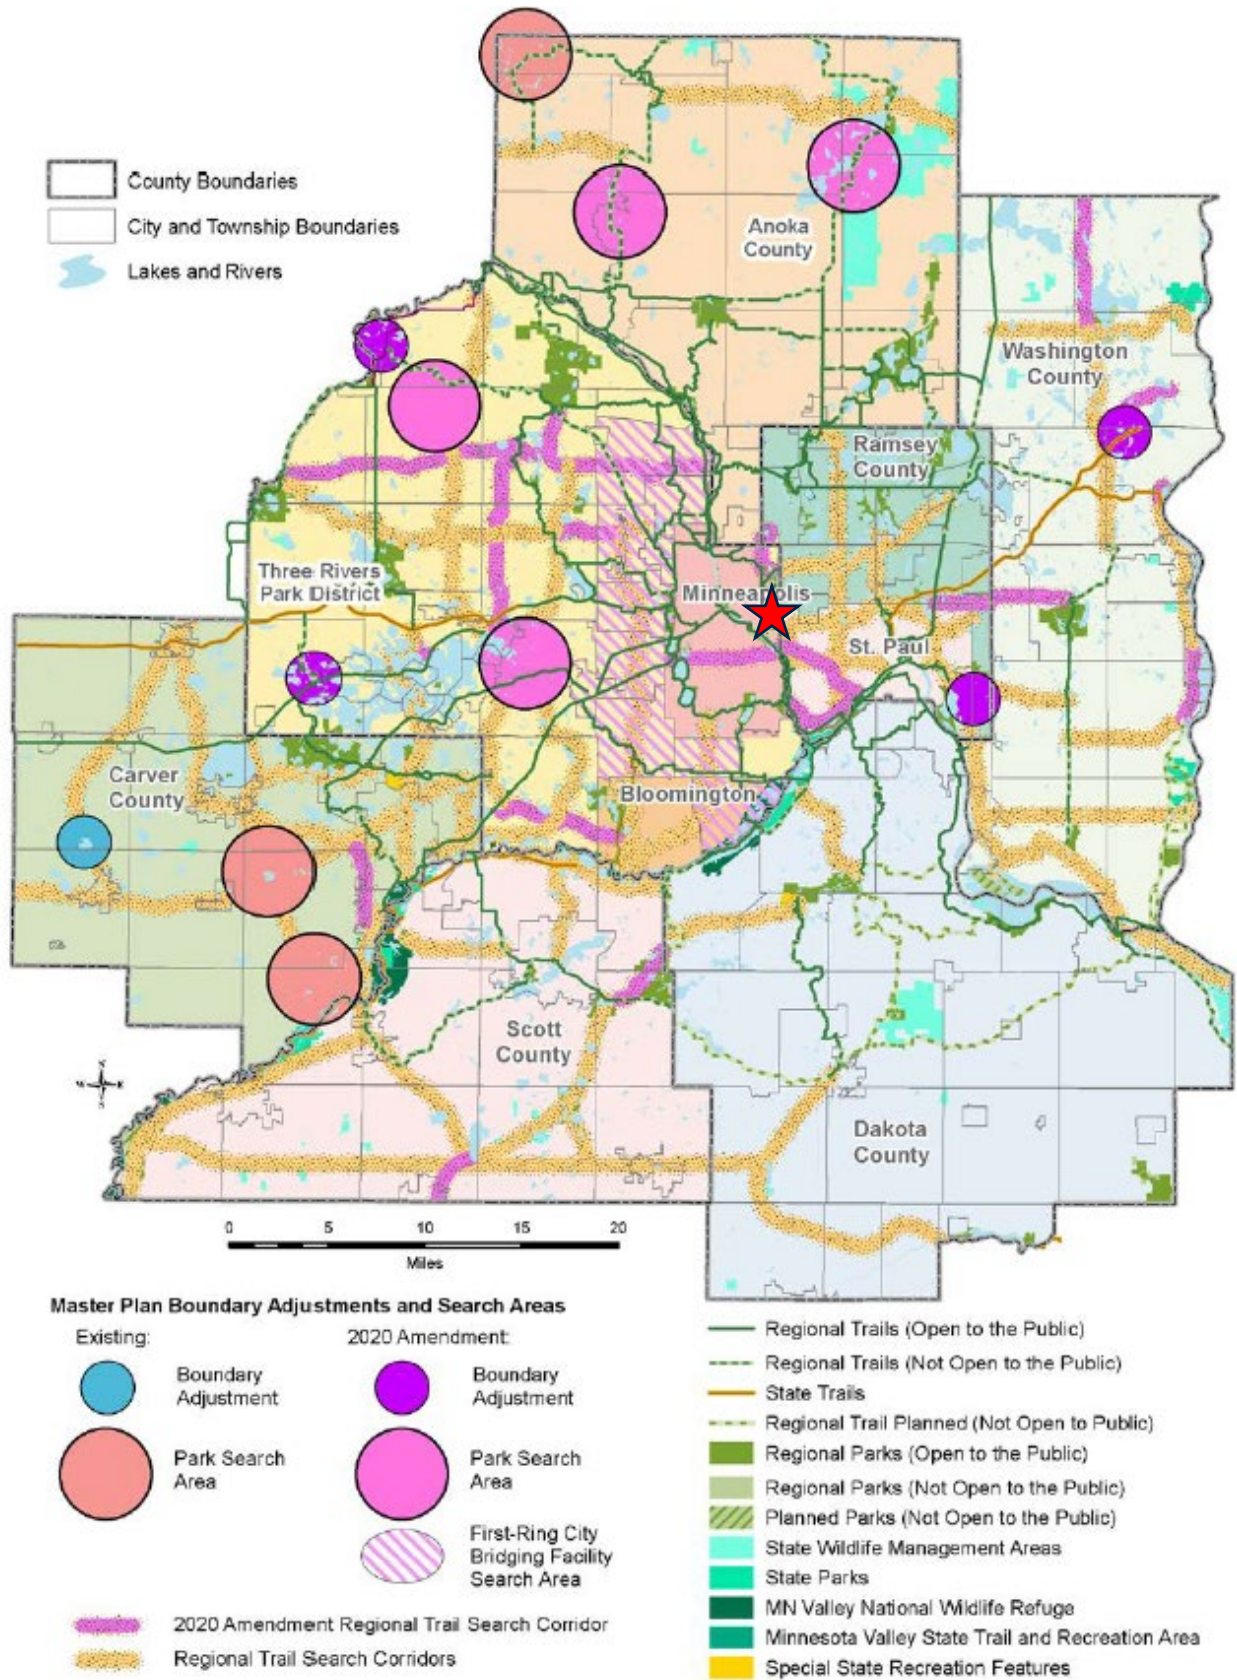 County Boundaries
City and Township Boundaries
Lakes and Rivers
Anoka
County
Washington
County
Ramsey
County
Three Rivers
Park District
Minneapolis
St. Paul
Carver
County
Bloomington
Scott
County
Dakota
County
0 5 10 15 20
Miles
Master Plan Boundary Adjustments and Search Areas
Existing:
Boundary
Adjustment
Park Search
Area
2020 Amendment:
Boundary
Adjustment
Park Search
Area
First-Ring City
Bridging Facility
Search Area
2020 Amendment Regional Trail Search Corridor
Regional Trail Search Corridors
Regional Trails (Open to the Public)
Regional Trails (Not Open to the Public)
State Trails
Regional Trail Planned (Not Open to Public)
Regional Parks (Open to the Public)
Regional Parks (Not Open to the Public)
Planned Parks (Not Open to the Public)
State Wildlife Management Areas
State Parks
MN Valley National Wildlife Refuge
Minnesota Valley State Trail and Recreation Area
Special State Recreation Features